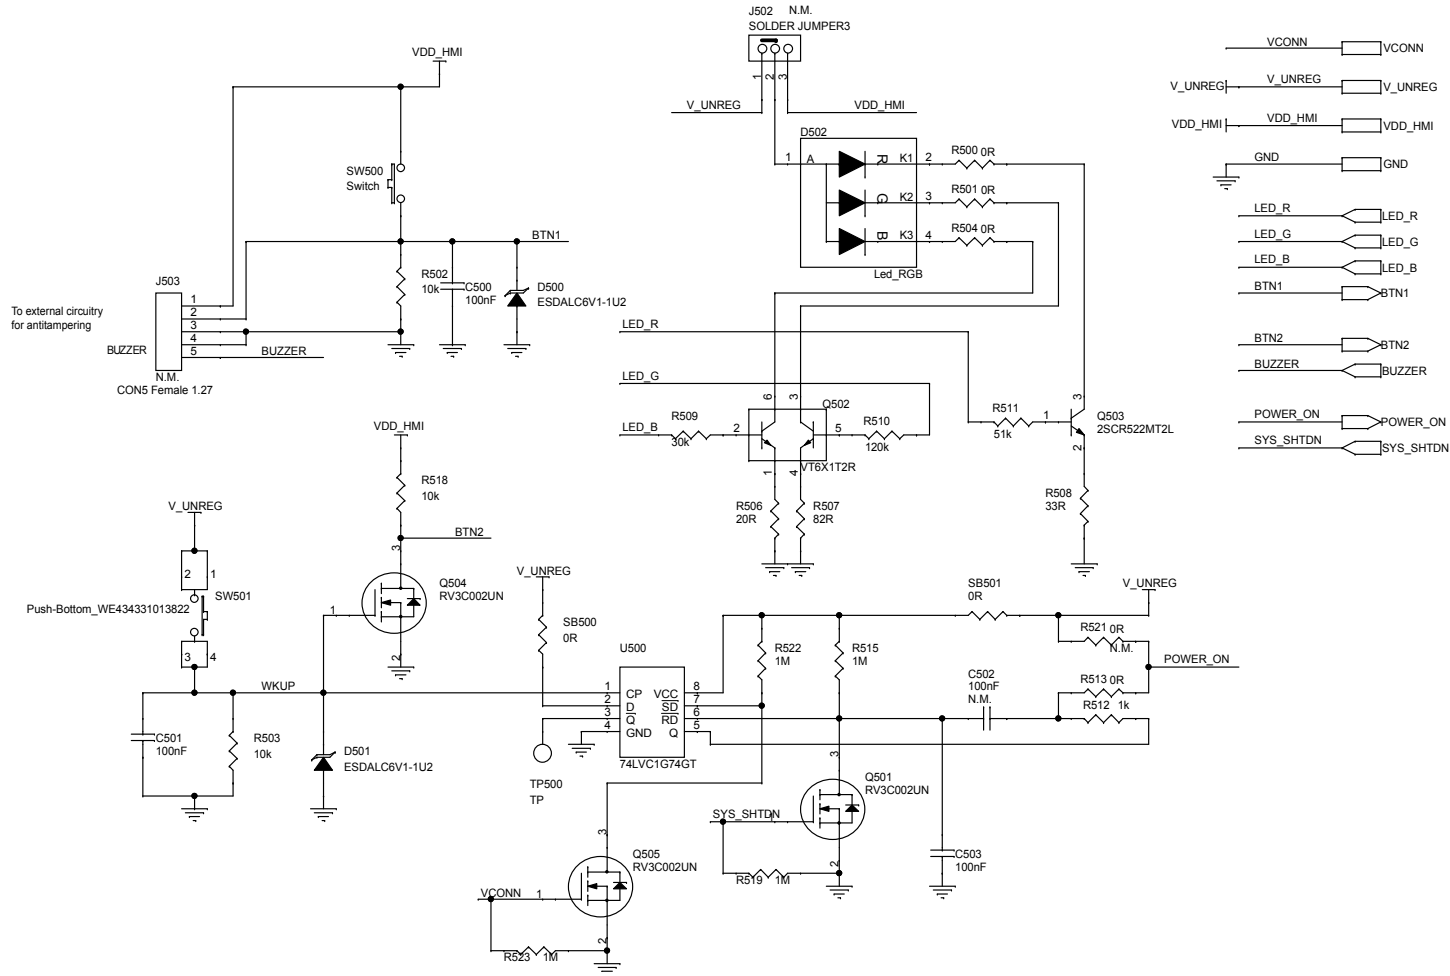 J502 N.M.
SOLDER JUMPER3
1 2 3
V_UNREG VDD_HMI
VDD_HMI
SW500
Switch
BTN1
R502
10k
C500
100nF
D500
ESDALC6V1-1U2
J503
1
2
3
4
5
To external circuitry
for antitampering
BUZZER
BUZZER
N.M.
CON5 Female 1.27
D502
1 A
R K1 2
G K2 3
B K3 4
Led_RGB
R500 0R
R501 0R
R504 0R
LED_R
LED_G
LED_B
R509
30k
6 3
Q502
2 5
VT6X1T2R
1 4
R510
120k
R506
20R
R507
82R
R511
51k
1
3
Q503
2SCR522MT2L
2
R508
33R
VCONN VCONN
V_UNREG V_UNREG V_UNREG
VDD_HMI VDD_HMI VDD_HMI
GND GND
LED_R LED_R
LED_G LED_G
LED_B LED_B
BTN1 BTN1
BTN2 BTN2
BUZZER BUZZER
POWER_ON POWER_ON
SYS_SHTDN SYS_SHTDN
VDD_HMI
R518
10k
BTN2
3
Q504
RV3C002UN
1
2
V_UNREG
2 1
SW501
Push-Bottom_WE434331013822
3 4
WKUP
C501
100nF
R503
10k
D501
ESDALC6V1-1U2
V_UNREG
SB500
0R
U500
1 CP VCC 8
2 D SD 7
3 Q RD 6
4 GND Q 5
74LVC1G74GT
TP500
TP
R522
1M
R515
1M
SB501
0R
V_UNREG
R521 0R
N.M.
POWER_ON
R513 0R
R512 1k
C502
100nF
N.M.
3
Q501
RV3C002UN
SYS_SHTDN
1
2
R519 1M
C503
100nF
3
Q505
RV3C002UN
VCONN 1
2
R523 1M